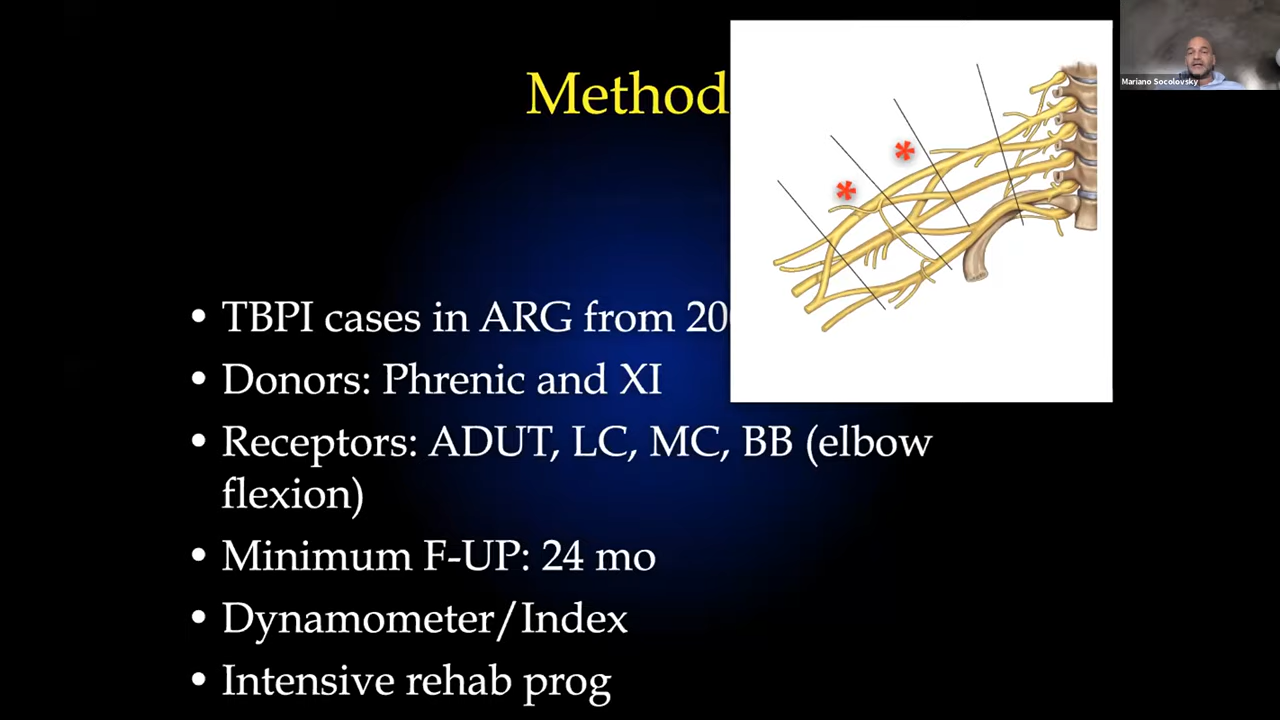 Method
Mariano Socolovsky
• TBPI cases in ARG from 20
• Donors: Phrenic and XI
• Receptors: ADUT, LC, MC, BB (elbow
flexion)
• Minimum F-UP: 24 mo
• Dynamometer/Index
• Intensive rehab prog